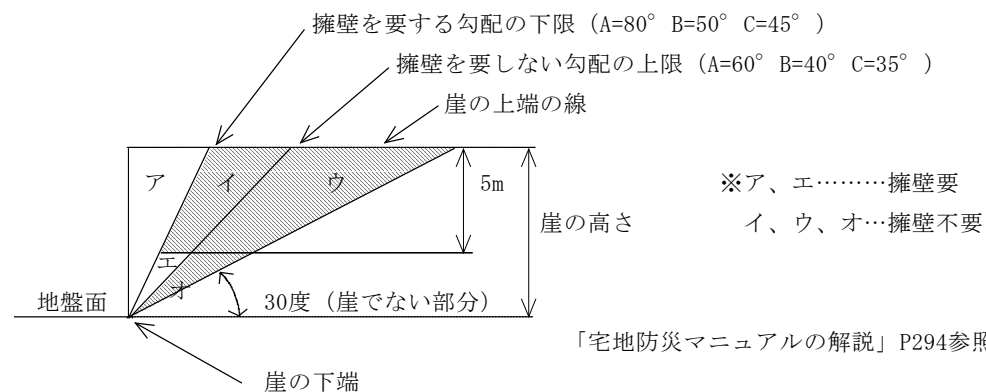 擁壁を要する勾配の下限（A=80° B=50° C=45° ）
擁壁を要しない勾配の上限（A=60° B=40° C=35° ）
崖の上端の線
ア
イ
ウ
5m
※ア、エ………擁壁要
崖の高さ
イ、ウ、オ…擁壁不要
エ
オ
地盤面
30度（崖でない部分）
「宅地防災マニュアルの解説」P294参照
崖の下端